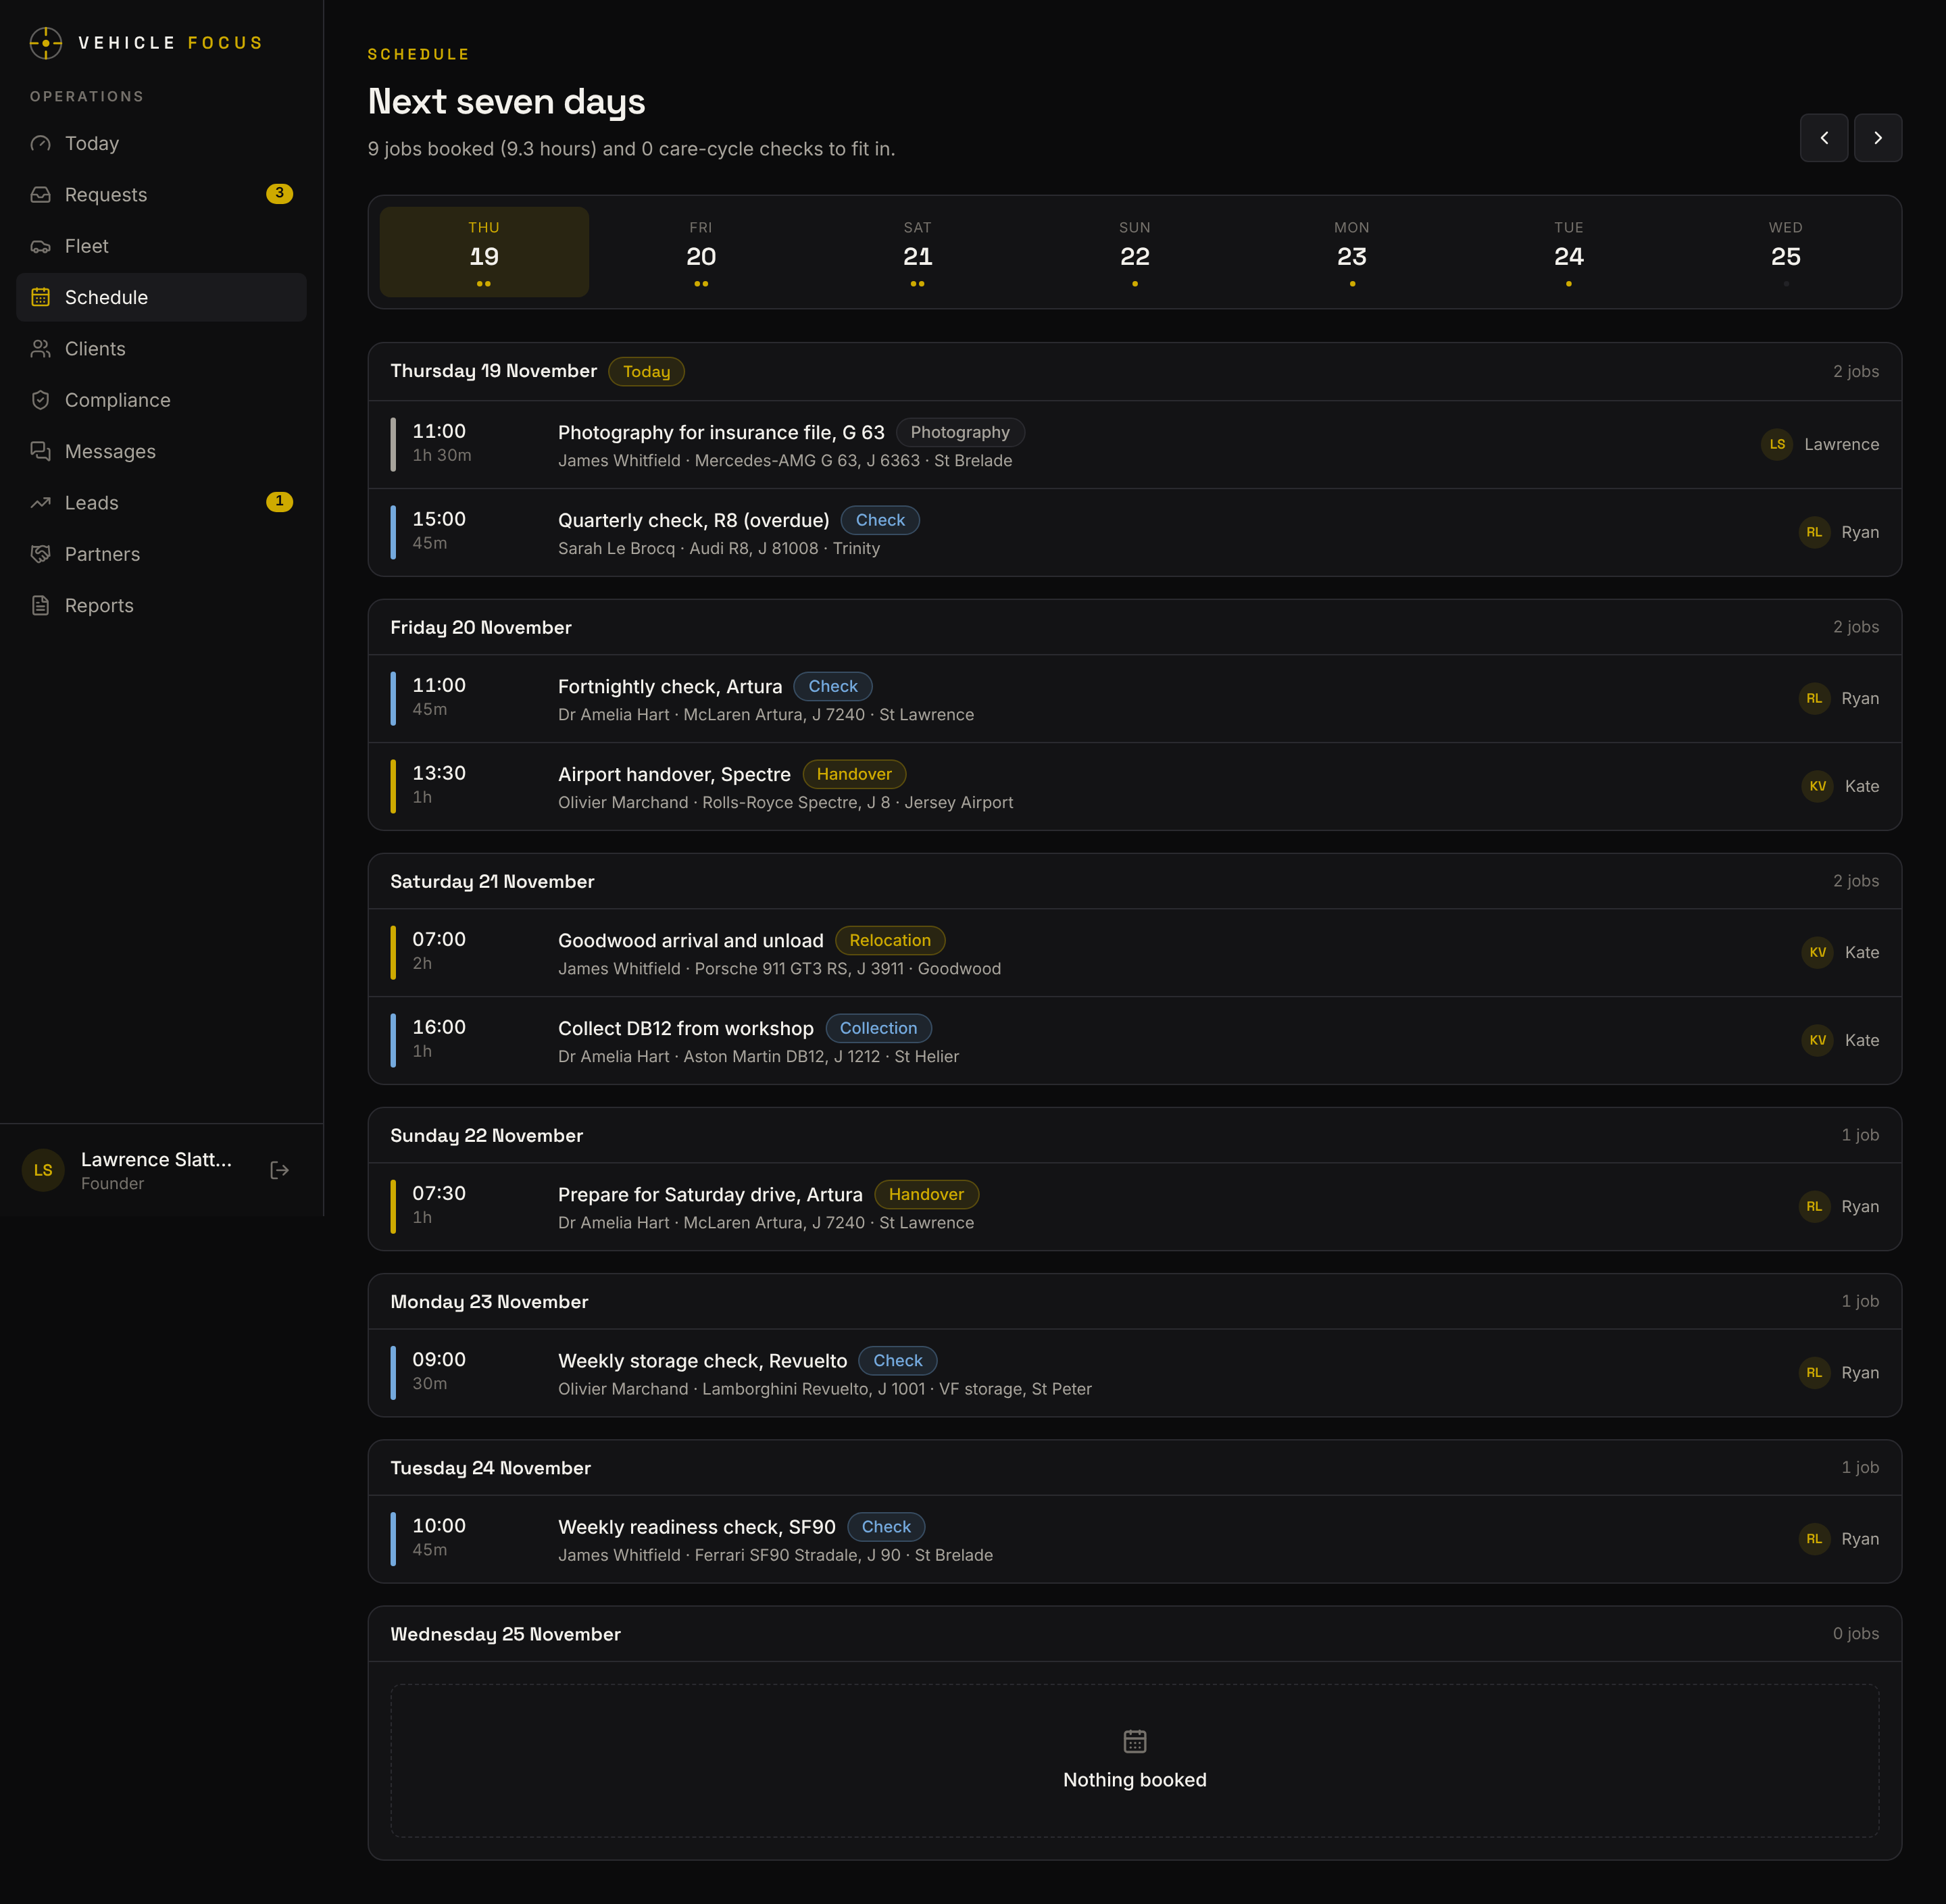 VEHICLE FOCUS
OPERATIONS
Today
Requests 3
Fleet
Schedule
Clients
Compliance
Messages
Leads 1
Partners
Reports
LS Lawrence Slatt...
Founder
SCHEDULE
Next seven days
9 jobs booked (9.3 hours) and 0 care-cycle checks to fit in.
THU FRI SAT SUN MON TUE WED
19 20 21 22 23 24 25
Thursday 19 November Today 2 jobs
11:00 Photography for insurance file, G 63 Photography LS Lawrence
1h 30m James Whitfield · Mercedes-AMG G 63, J 6363 · St Brelade
15:00 Quarterly check, R8 (overdue) Check RL Ryan
45m Sarah Le Brocq · Audi R8, J 81008 · Trinity
Friday 20 November 2 jobs
11:00 Fortnightly check, Artura Check RL Ryan
45m Dr Amelia Hart · McLaren Artura, J 7240 · St Lawrence
13:30 Airport handover, Spectre Handover KV Kate
1h Olivier Marchand · Rolls-Royce Spectre, J 8 · Jersey Airport
Saturday 21 November 2 jobs
07:00 Goodwood arrival and unload Relocation KV Kate
2h James Whitfield · Porsche 911 GT3 RS, J 3911 · Goodwood
16:00 Collect DB12 from workshop Collection KV Kate
1h Dr Amelia Hart · Aston Martin DB12, J 1212 · St Helier
Sunday 22 November 1 job
07:30 Prepare for Saturday drive, Artura Handover RL Ryan
1h Dr Amelia Hart · McLaren Artura, J 7240 · St Lawrence
Monday 23 November 1 job
09:00 Weekly storage check, Revuelto Check RL Ryan
30m Olivier Marchand · Lamborghini Revuelto, J 1001 · VF storage, St Peter
Tuesday 24 November 1 job
10:00 Weekly readiness check, SF90 Check RL Ryan
45m James Whitfield · Ferrari SF90 Stradale, J 90 · St Brelade
Wednesday 25 November 0 jobs
Nothing booked